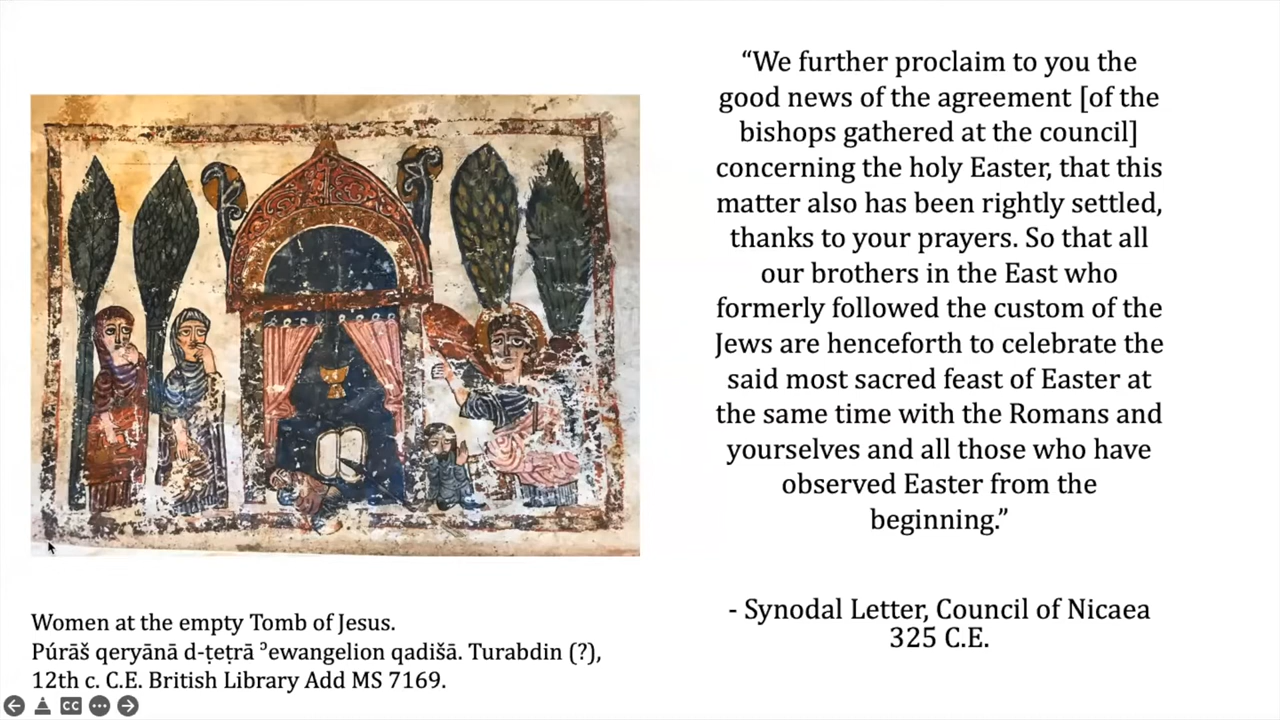 “We further proclaim to you the
good news of the agreement [of the
bishops gathered at the council]
concerning the holy Easter, that this
matter also has been rightly settled,
thanks to your prayers. So that all
our brothers in the East who
formerly followed the custom of the
Jews are henceforth to celebrate the
said most sacred feast of Easter at
the same time with the Romans and
yourselves and all those who have
observed Easter from the
beginning.”
- Synodal Letter, Council of Nicaea
325 C.E.
Women at the empty Tomb of Jesus.
Púrāš qeryānā d-ṭeṭrā ʾewangelion qadišā. Turabdin (?),
12th c. C.E. British Library Add MS 7169.
CC